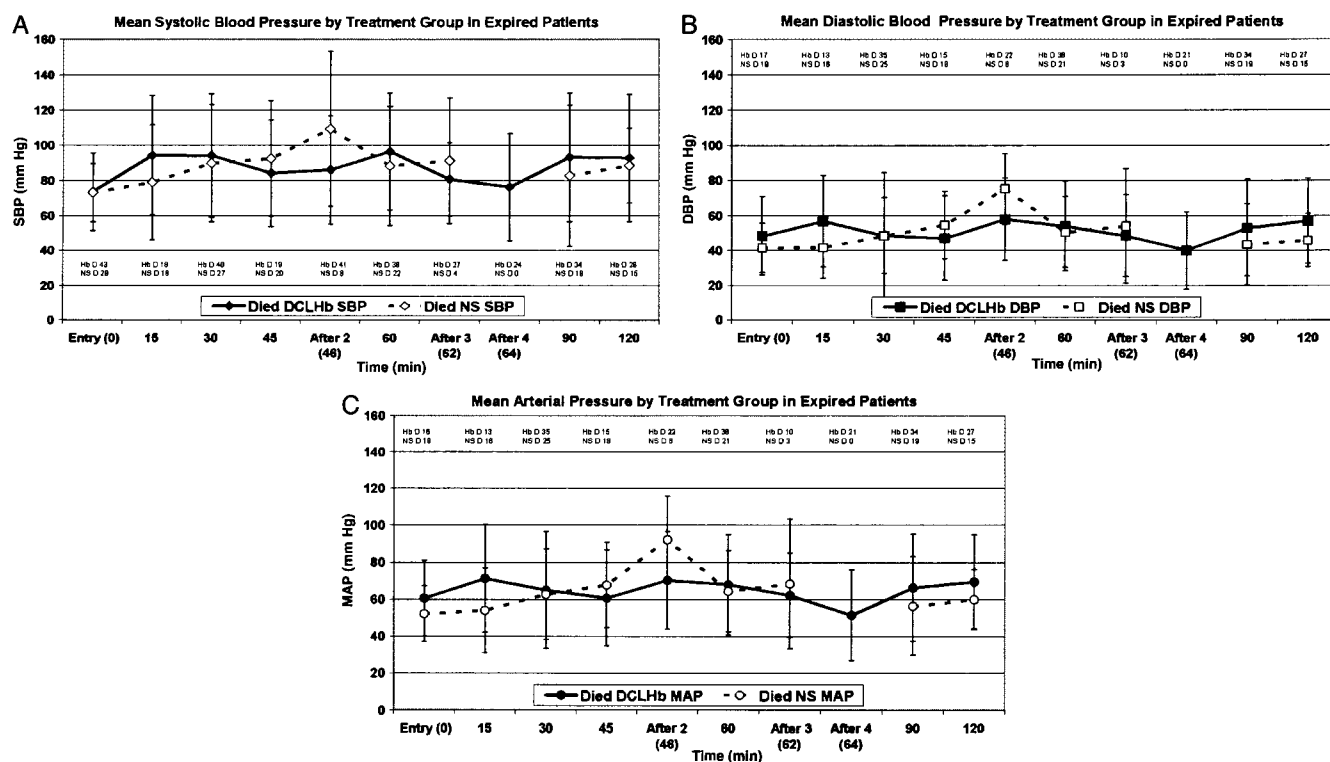 A
Mean Systolic Blood Pressure by Treatment Group in Expired Patients
160
140
120
100
80
60
40
20
0
SBP (mm Hg)
Hb D 43 Hb D 18 Hb D 40 Hb D 19 Hb D 41 Hb D 38 Hb D 27 Hb D 24 Hb D 34 Hb D 28
NS D 18 NS D 27 NS D 20 NS D 8 NS D 22 NS D 4 NS D 0 NS D 18 NS D 15
Died DCLHb SBP Died NS SBP
Entry (0) 15 30 45 After 2 (46) 60 After 3 (62) After 4 (64) 90 120
Time (min)
B
Mean Diastolic Blood Pressure by Treatment Group in Expired Patients
160
140
120
100
80
60
40
20
0
DBP (mm Hg)
Hb D 17 Hb D 13 Hb D 35 Hb D 15 Hb D 22 Hb D 38 Hb D 10 Hb D 21 Hb D 34 Hb D 27
NS D 18 NS D 16 NS D 25 NS D 18 NS D 8 NS D 21 NS D 3 NS D 0 NS D 19 NS D 15
Died DCLHb DBP Died NS DBP
Entry (0) 15 30 45 After 2 (46) 60 After 3 (62) After 4 (64) 90 120
Time (min)
C
Mean Arterial Pressure by Treatment Group in Expired Patients
160
140
120
100
80
60
40
20
0
MAP (mm Hg)
Hb D 16 Hb D 13 Hb D 35 Hb D 15 Hb D 22 Hb D 38 Hb D 10 Hb D 21 Hb D 34 Hb D 27
NS D 18 NS D 16 NS D 25 NS D 18 NS D 8 NS D 21 NS D 3 NS D 0 NS D 19 NS D 15
Died DCLHb MAP Died NS MAP
Entry (0) 15 30 45 After 2 (46) 60 After 3 (62) After 4 (64) 90 120
Time (min)